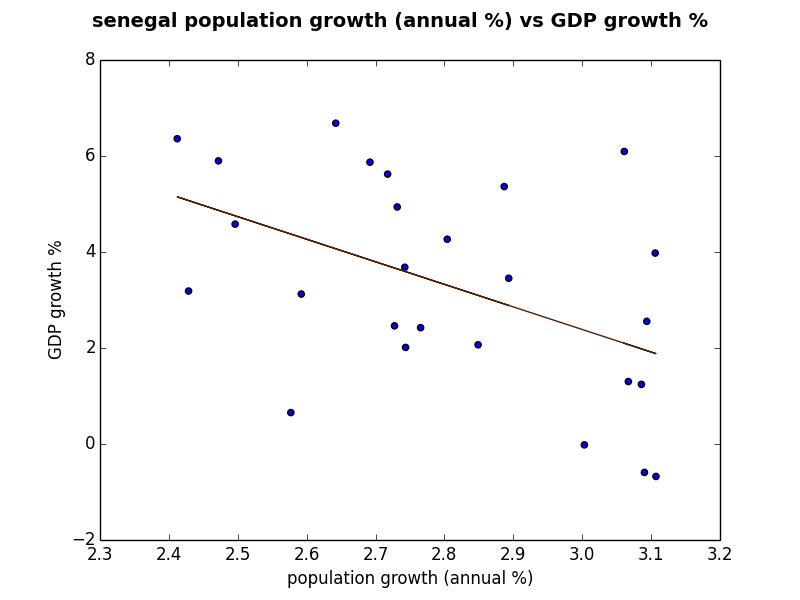 senegal population growth (annual %) vs GDP growth %
8
6
4
2
0
−2
GDP growth %
2.3 2.4 2.5 2.6 2.7 2.8 2.9 3.0 3.1 3.2
population growth (annual %)